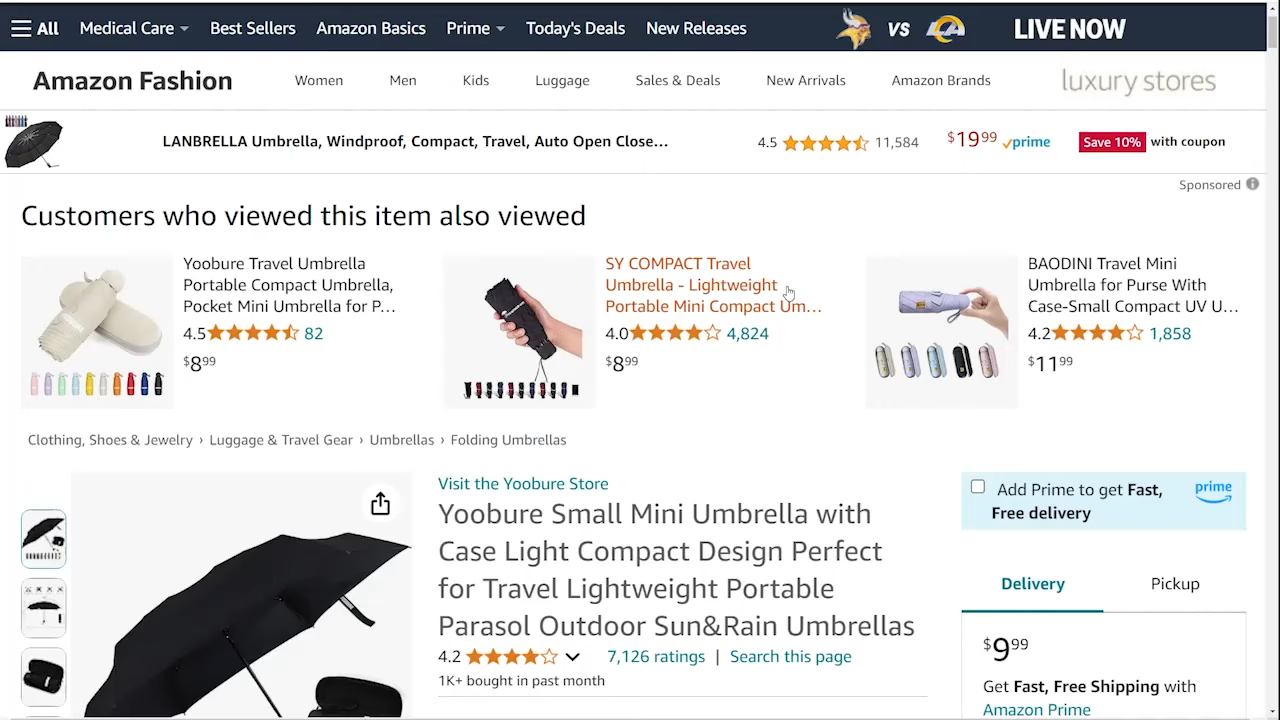 All Medical Care Best Sellers Amazon Basics Prime Today's Deals New Releases VS LIVE NOW
Amazon Fashion Women Men Kids Luggage Sales & Deals New Arrivals Amazon Brands luxury stores
LANBRELLA Umbrella, Windproof, Compact, Travel, Auto Open Close... 4.5 11,584 $19.99 prime Save 10% with coupon
Sponsored
Customers who viewed this item also viewed
Yoobure Travel Umbrella
Portable Compact Umbrella,
Pocket Mini Umbrella for P...
4.5 82
$8.99
SY COMPACT Travel
Umbrella - Lightweight
Portable Mini Compact Um...
4.0 4,824
$8.99
BAODINI Travel Mini
Umbrella for Purse With
Case-Small Compact UV U...
4.2 1,858
$11.99
Clothing, Shoes & Jewelry › Luggage & Travel Gear › Umbrellas › Folding Umbrellas
Visit the Yoobure Store
Yoobure Small Mini Umbrella with
Case Light Compact Design Perfect
for Travel Lightweight Portable
Parasol Outdoor Sun&Rain Umbrellas
4.2 7,126 ratings | Search this page
1K+ bought in past month
Add Prime to get Fast,
Free delivery
prime
Delivery Pickup
$9.99
Get Fast, Free Shipping with
Amazon Prime